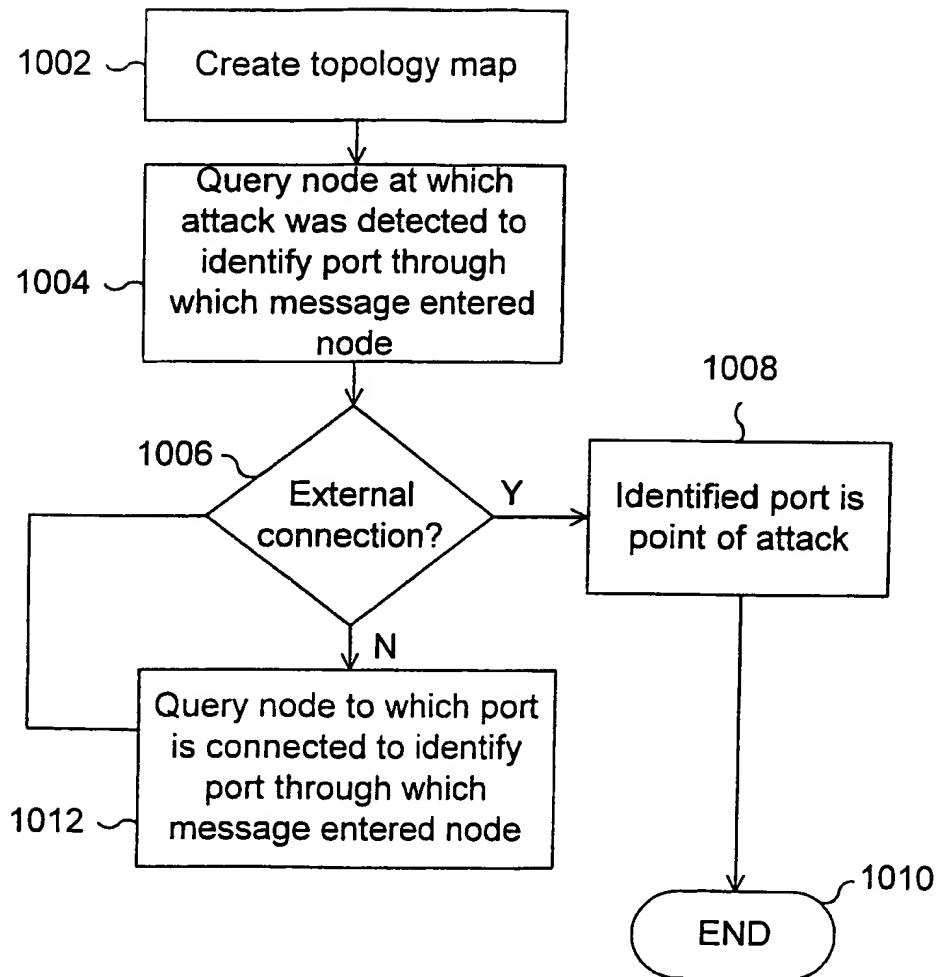 1002
Create topology map
1004
Query node at which
attack was detected to
identify port through
which message entered
node
1006
External
connection?
Y
N
1008
Identified port is
point of attack
1012
Query node to which port
is connected to identify
port through which
message entered node
1010
END